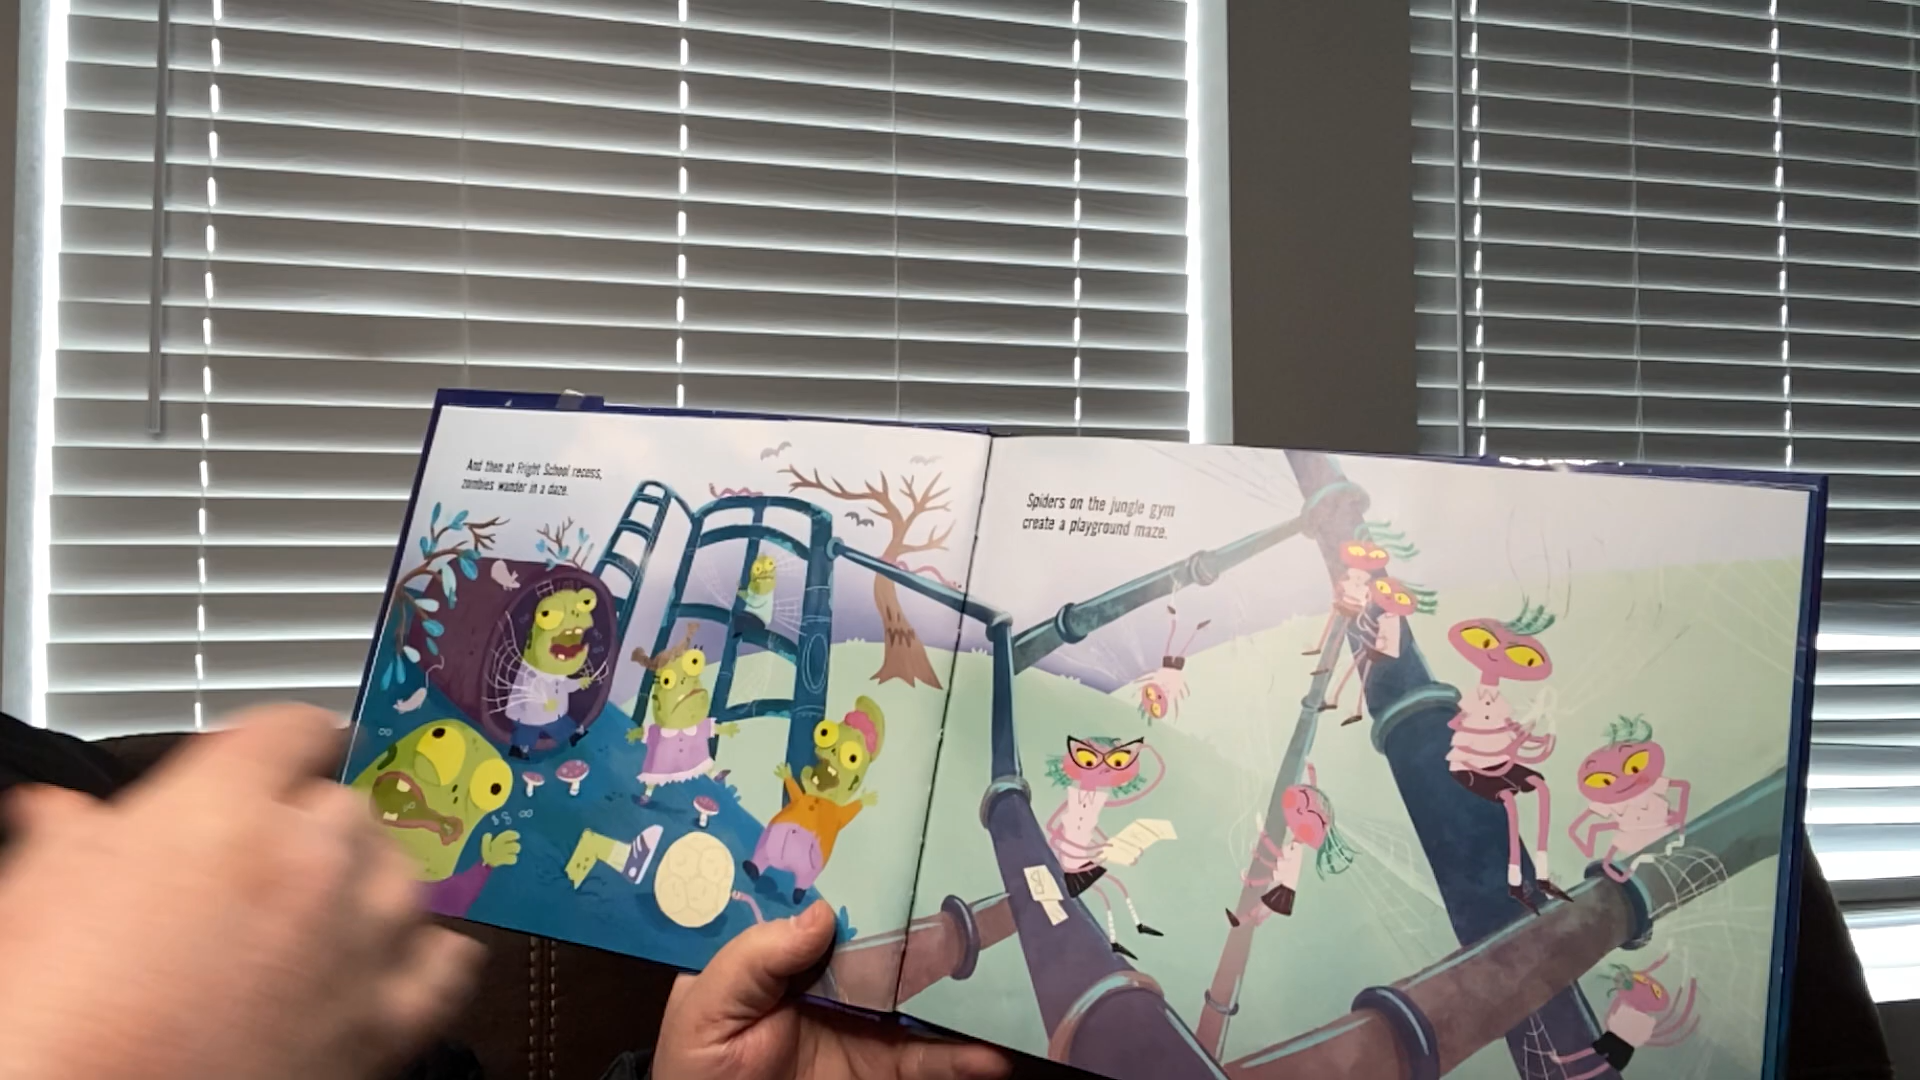 And then at Fright School recess,
zombies wander in a daze.
Spiders on the jungle gym
create a playground maze.